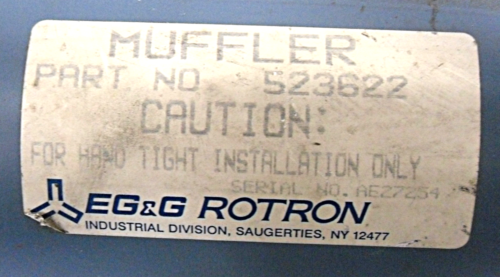 MUFFLER
PART NO 523622
CAUTION:
FOR HAND TIGHT INSTALLATION ONLY
SERIAL NO. AE27254
EG&G ROTRON
INDUSTRIAL DIVISION, SAUGERTIES, NY 12477